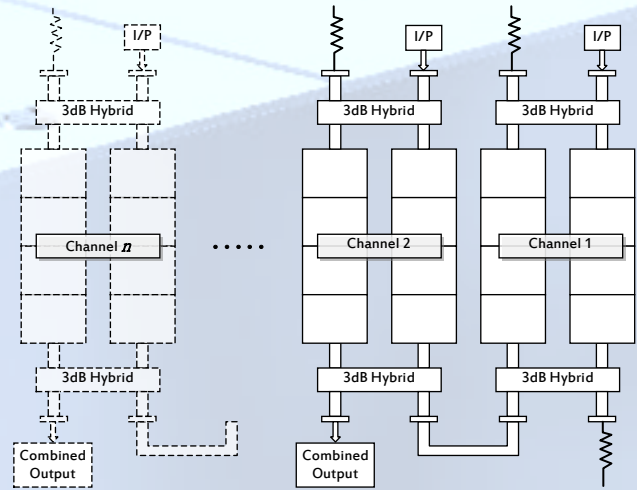 I/P
I/P
I/P
3dB Hybrid
3dB Hybrid
3dB Hybrid
Channel n
.....
Channel 2
Channel 1
3dB Hybrid
3dB Hybrid
3dB Hybrid
Combined
Output
Combined
Output